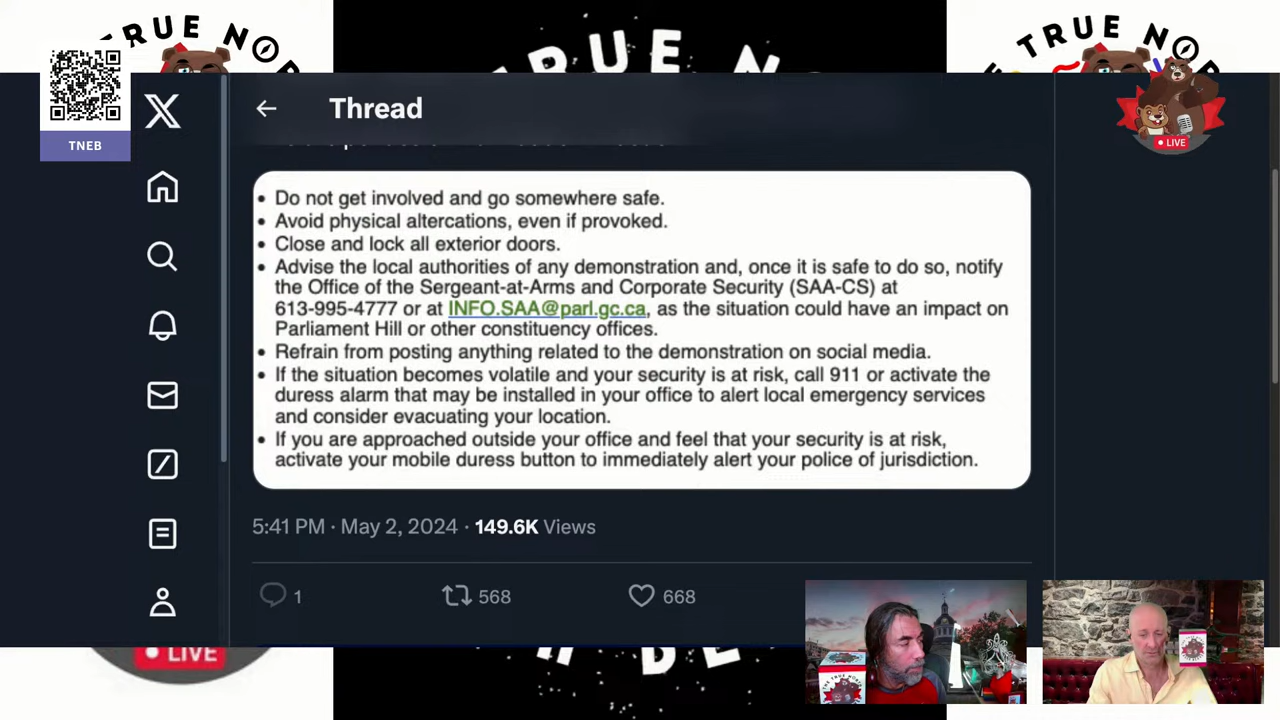 TRUE NOR
TRUE N
TRUE NO
TNEB
LIVE
Thread
• Do not get involved and go somewhere safe.
• Avoid physical altercations, even if provoked.
• Close and lock all exterior doors.
• Advise the local authorities of any demonstration and, once it is safe to do so, notify
the Office of the Sergeant-at-Arms and Corporate Security (SAA-CS) at
613-995-4777 or at INFO.SAA@parl.gc.ca, as the situation could have an impact on
Parliament Hill or other constituency offices.
• Refrain from posting anything related to the demonstration on social media.
• If the situation becomes volatile and your security is at risk, call 911 or activate the
duress alarm that may be installed in your office to alert local emergency services
and consider evacuating your location.
• If you are approached outside your office and feel that your security is at risk,
activate your mobile duress button to immediately alert your police of jurisdiction.
5:41 PM · May 2, 2024 · 149.6K Views
1 568 668
LIVE